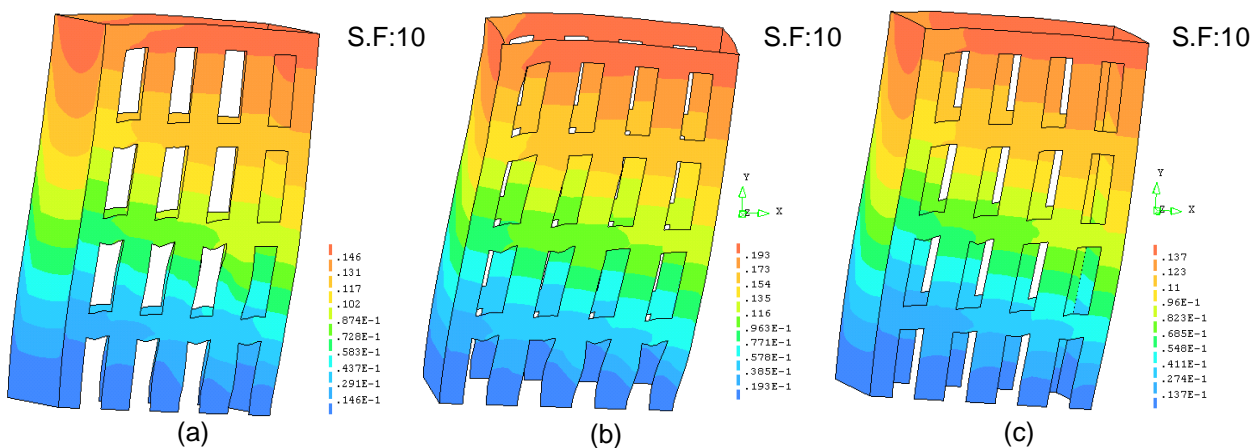 S.F:10
S.F:10
S.F:10
Y
Z X
Y
Z X
.146
.131
.117
.102
.874E-1
.728E-1
.583E-1
.437E-1
.291E-1
.146E-1
.193
.173
.154
.135
.116
.963E-1
.771E-1
.578E-1
.385E-1
.193E-1
.137
.123
.11
.96E-1
.823E-1
.685E-1
.548E-1
.411E-1
.274E-1
.137E-1
(a)
(b)
(c)